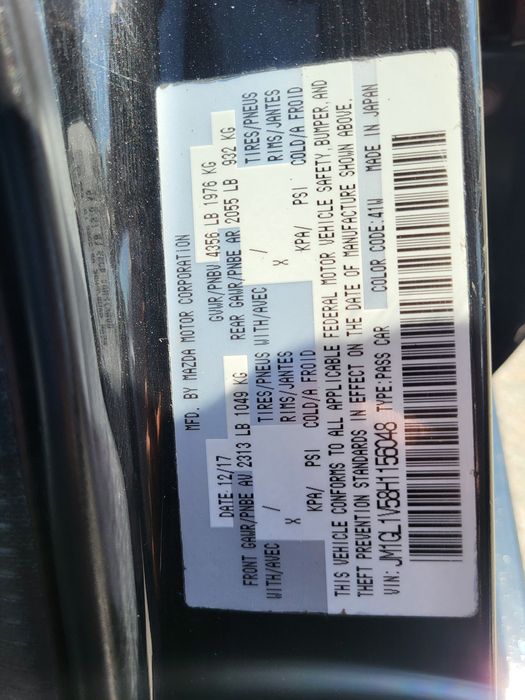 MFD. BY MAZDA MOTOR CORPORATION
DATE:12/17 GVWR/PNBV 4356 LB 1976 KG
FRONT GAWR/PNBE AV 2313 LB 1049 KG REAR GAWR/PNBE AR 2055 LB 932 KG
WITH/AVEC / TIRES/PNEUS WITH/AVEC / TIRES/PNEUS
X RIMS/JANTES X RIMS/JANTES
KPA/ PSI COLD/A FROID KPA/ PSI COLD/A FROID
THIS VEHICLE CONFORMS TO ALL APPLICABLE FEDERAL MOTOR VEHICLE SAFETY, BUMPER, AND
THEFT PREVENTION STANDARDS IN EFFECT ON THE DATE OF MANUFACTURE SHOWN ABOVE.
VIN: JM1GL1V58H1156048 TYPE:PASS CAR COLOR CODE:41W MADE IN JAPAN